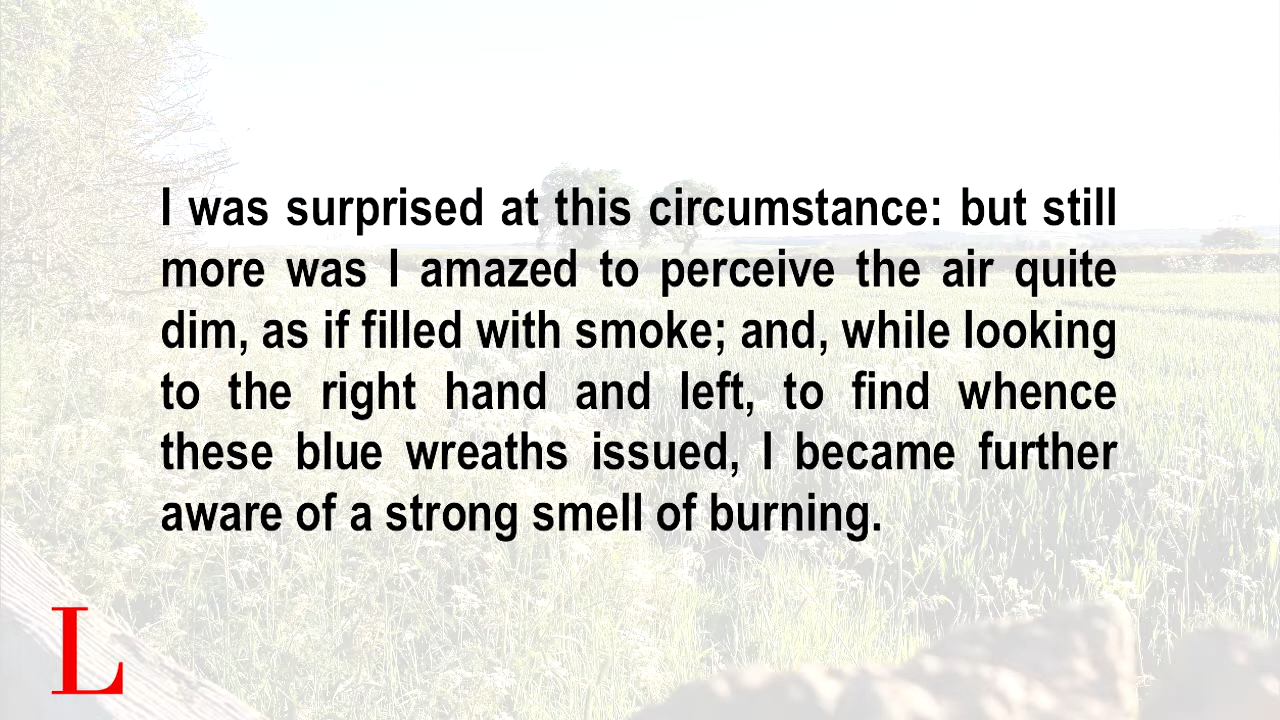 I was surprised at this circumstance: but still
more was I amazed to perceive the air quite
dim, as if filled with smoke; and, while looking
to the right hand and left, to find whence
these blue wreaths issued, I became further
aware of a strong smell of burning.
L